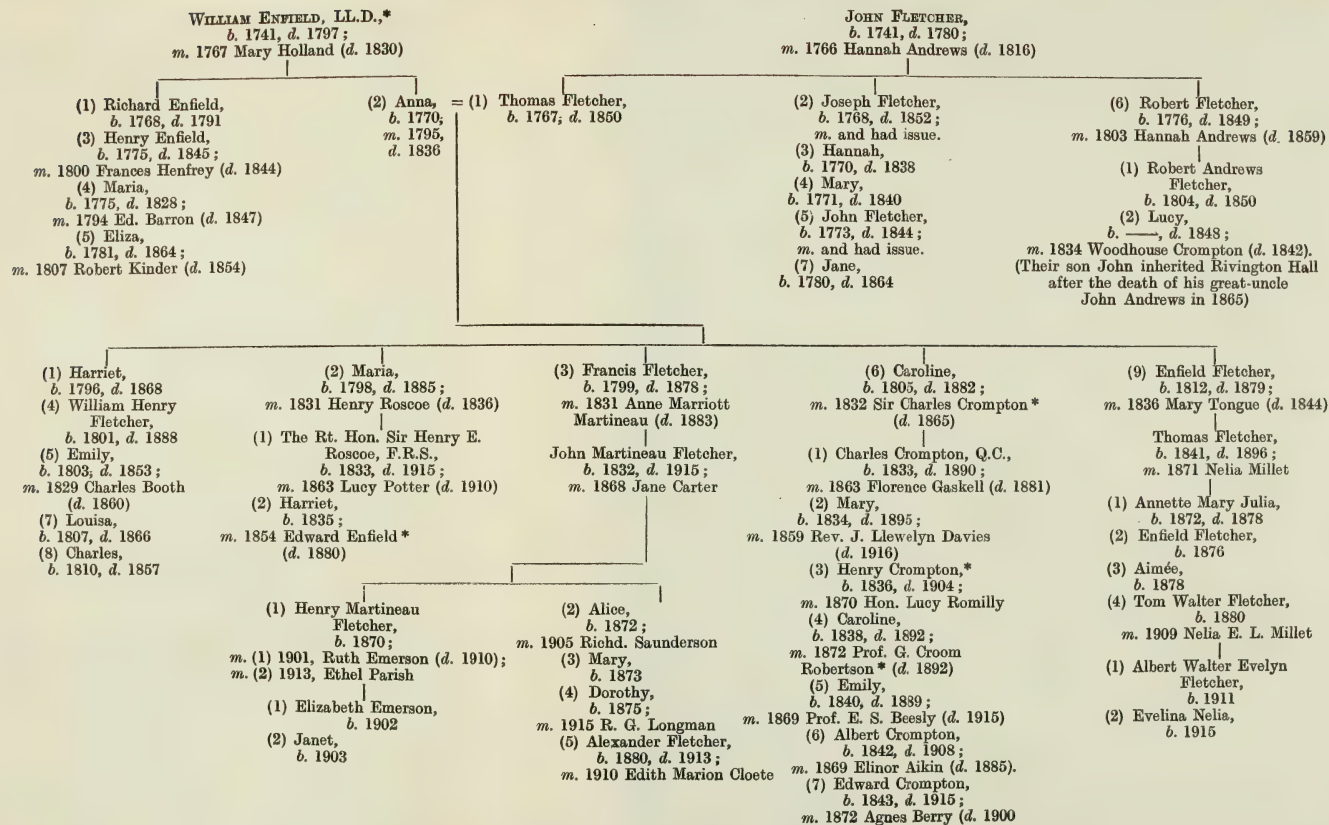 WILLIAM ENFIELD, LL.D.,*
b. 1741, d. 1797;
m. 1767 Mary Holland (d. 1830)
JOHN FLETCHER,
b. 1741, d. 1780;
m. 1766 Hannah Andrews (d. 1816)
(1) Richard Enfield,
b. 1768, d. 1791
(3) Henry Enfield,
b. 1775, d. 1845;
m. 1800 Frances Henfrey (d. 1844)
(4) Maria,
b. 1775, d. 1828;
m. 1794 Ed. Barron (d. 1847)
(5) Eliza,
b. 1781, d. 1864;
m. 1807 Robert Kinder (d. 1854)
(2) Anna,
b. 1770;
m. 1795,
d. 1836
= (1) Thomas Fletcher,
b. 1767; d. 1850
(2) Joseph Fletcher,
b. 1768, d. 1852;
m. and had issue.
(3) Hannah,
b. 1770, d. 1838
(4) Mary,
b. 1771, d. 1840
(5) John Fletcher,
b. 1773, d. 1844;
m. and had issue.
(7) Jane,
b. 1780, d. 1864
(6) Robert Fletcher,
b. 1776, d. 1849;
m. 1803 Hannah Andrews (d. 1859)
(1) Robert Andrews
Fletcher,
b. 1804, d. 1850
(2) Lucy,
b. ——, d. 1848;
m. 1834 Woodhouse Crompton (d. 1842).
(Their son John inherited Rivington Hall
after the death of his great-uncle
John Andrews in 1865)
(1) Harriet,
b. 1796, d. 1868
(4) William Henry
Fletcher,
b. 1801, d. 1888
(5) Emily,
b. 1803; d. 1853;
m. 1829 Charles Booth
(d. 1860)
(7) Louisa,
b. 1807, d. 1866
(8) Charles,
b. 1810, d. 1857
(2) Maria,
b. 1798, d. 1885;
m. 1831 Henry Roscoe (d. 1836)
(1) The Rt. Hon. Sir Henry E.
Roscoe, F.R.S.,
b. 1833, d. 1915;
m. 1863 Lucy Potter (d. 1910)
(2) Harriet,
b. 1835;
m. 1854 Edward Enfield*
(d. 1880)
(3) Francis Fletcher,
b. 1799, d. 1878;
m. 1831 Anne Marriott
Martineau (d. 1883)
John Martineau Fletcher,
b. 1832, d. 1915;
m. 1868 Jane Carter
(1) Henry Martineau
Fletcher,
b. 1870;
m. (1) 1901, Ruth Emerson (d. 1910);
m. (2) 1913, Ethel Parish
(1) Elizabeth Emerson,
b. 1902
(2) Janet,
b. 1903
(2) Alice,
b. 1872;
m. 1905 Richd. Saunderson
(3) Mary,
b. 1873
(4) Dorothy,
b. 1875;
m. 1915 R. G. Longman
(5) Alexander Fletcher,
b. 1880, d. 1913;
m. 1910 Edith Marion Cloete
(6) Caroline,
b. 1805, d. 1882;
m. 1832 Sir Charles Crompton*
(d. 1865)
(1) Charles Crompton, Q.C.,
b. 1833, d. 1890;
m. 1863 Florence Gaskell (d. 1881)
(2) Mary,
b. 1834, d. 1895;
m. 1859 Rev. J. Llewelyn Davies
(d. 1916)
(3) Henry Crompton,*
b. 1836, d. 1904;
m. 1870 Hon. Lucy Romilly
(4) Caroline,
b. 1838, d. 1892;
m. 1872 Prof. G. Croom
Robertson* (d. 1892)
(5) Emily,
b. 1840, d. 1889;
m. 1869 Prof. E. S. Beesly (d. 1915)
(6) Albert Crompton,
b. 1842, d. 1908;
m. 1869 Elinor Aikin (d. 1885).
(7) Edward Crompton,
b. 1843, d. 1915;
m. 1872 Agnes Berry (d. 1900
(9) Enfield Fletcher,
b. 1812, d. 1879;
m. 1836 Mary Tongue (d. 1844)
Thomas Fletcher,
b. 1841, d. 1896;
m. 1871 Nelia Millet
(1) Annette Mary Julia,
b. 1872, d. 1878
(2) Enfield Fletcher,
b. 1876
(3) Aimée,
b. 1878
(4) Tom Walter Fletcher,
b. 1880
m. 1909 Nelia E. L. Millet
(1) Albert Walter Evelyn
Fletcher,
b. 1911
(2) Evelina Nelia,
b. 1915